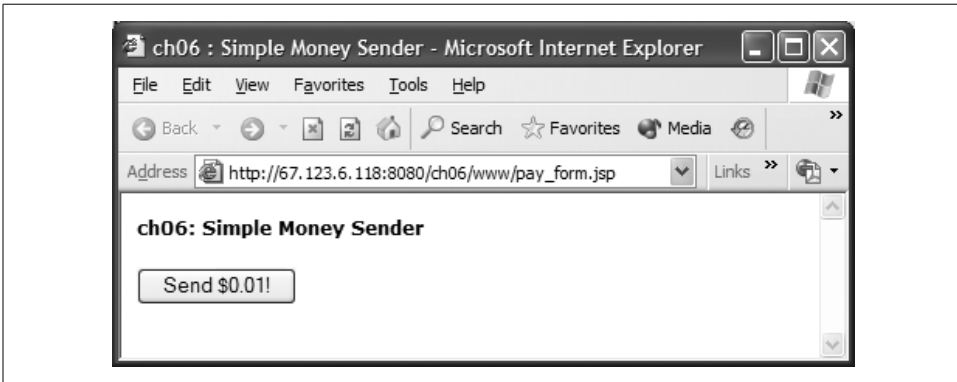 ch06 : Simple Money Sender - Microsoft Internet Explorer
File Edit View Favorites Tools Help
Back Search Favorites Media »
Address http://67.123.6.118:8080/ch06/www/pay_form.jsp Links »
ch06: Simple Money Sender
Send $0.01!